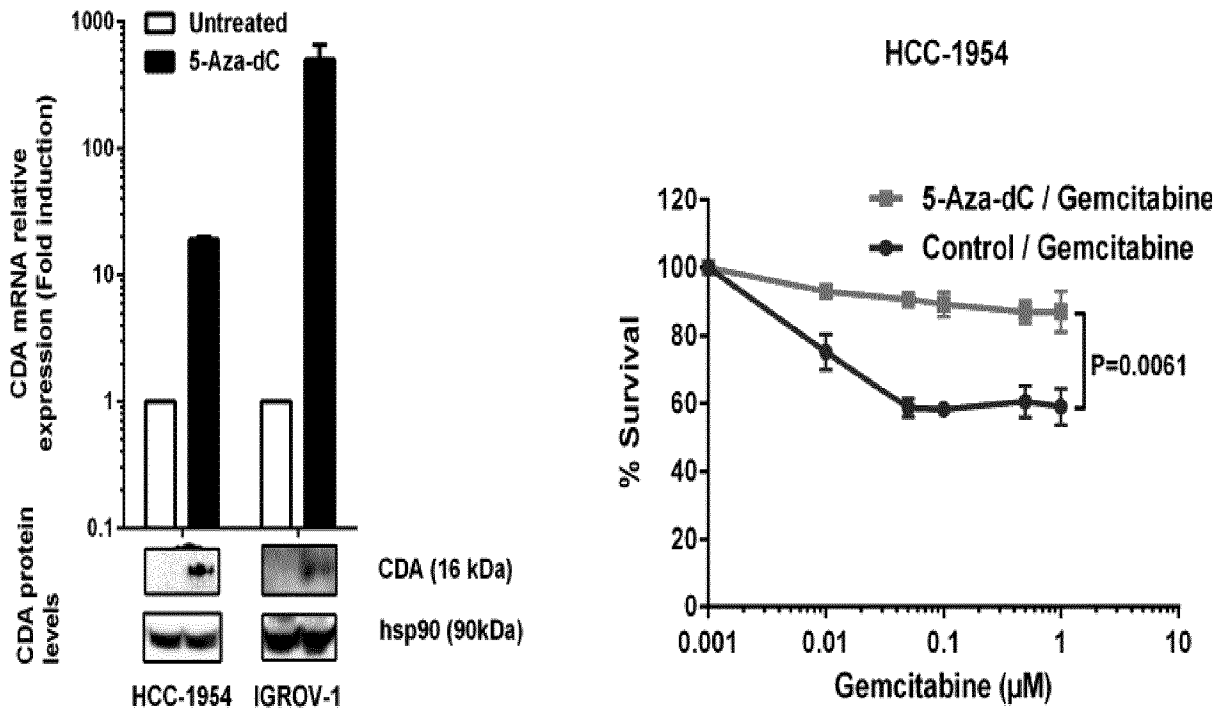 1000
100
10
1
0.1
CDA mRNA relative
expression (Fold induction)
Untreated
5-Aza-dC
CDA protein
levels
CDA (16 kDa)
hsp90 (90kDa)
HCC-1954
IGROV-1
HCC-1954
5-Aza-dC / Gemcitabine
Control / Gemcitabine
P=0.0061
% Survival
120
100
80
60
40
20
0
0.001
0.01
0.1
1
10
Gemcitabine (µM)